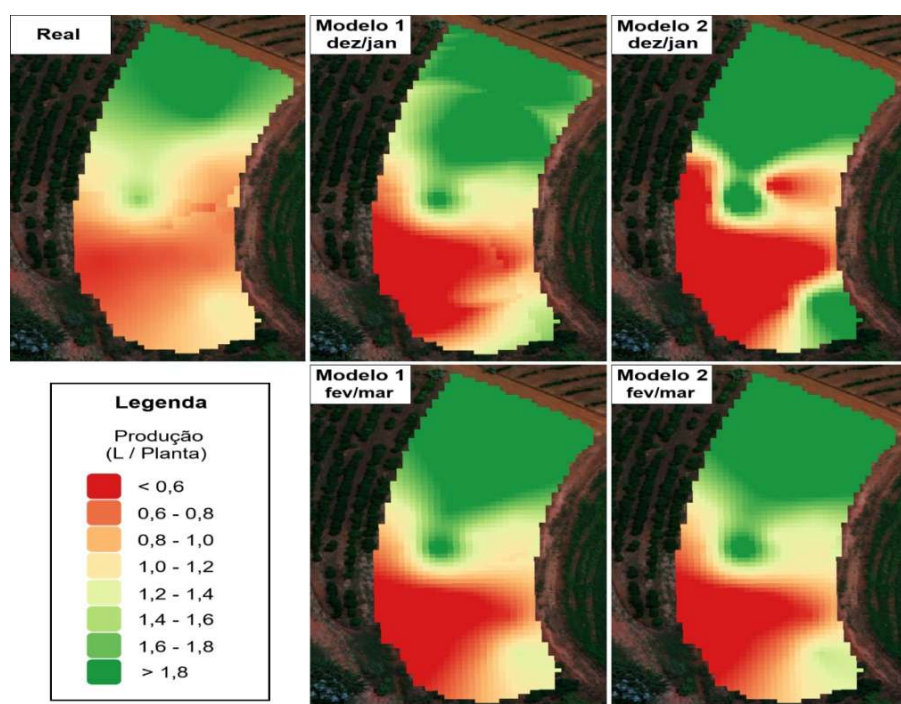 Real
Modelo 1
dez/jan
Modelo 2
dez/jan
Legenda
Produção
(L / Planta)
< 0,6
0,6 - 0,8
0,8 - 1,0
1,0 - 1,2
1,2 - 1,4
1,4 - 1,6
1,6 - 1,8
> 1,8
Modelo 1
fev/mar
Modelo 2
fev/mar